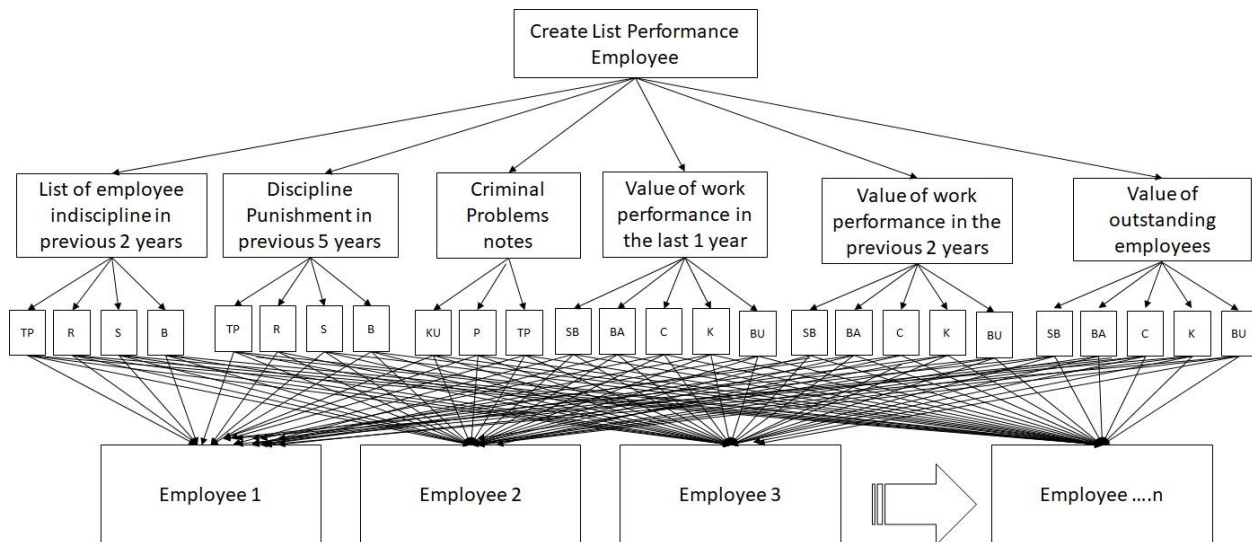 Create List Performance
Employee
List of employee
indiscipline in
previous 2 years
Discipline
Punishment in
previous 5 years
Criminal
Problems
notes
Value of work
performance in
the last 1 year
Value of work
performance in the
previous 2 years
Value of
outstanding
employees
TP R S B TP R S B KU P TP SB BA C K BU SB BA C K BU SB BA C K BU
Employee 1 Employee 2 Employee 3 Employee ....n